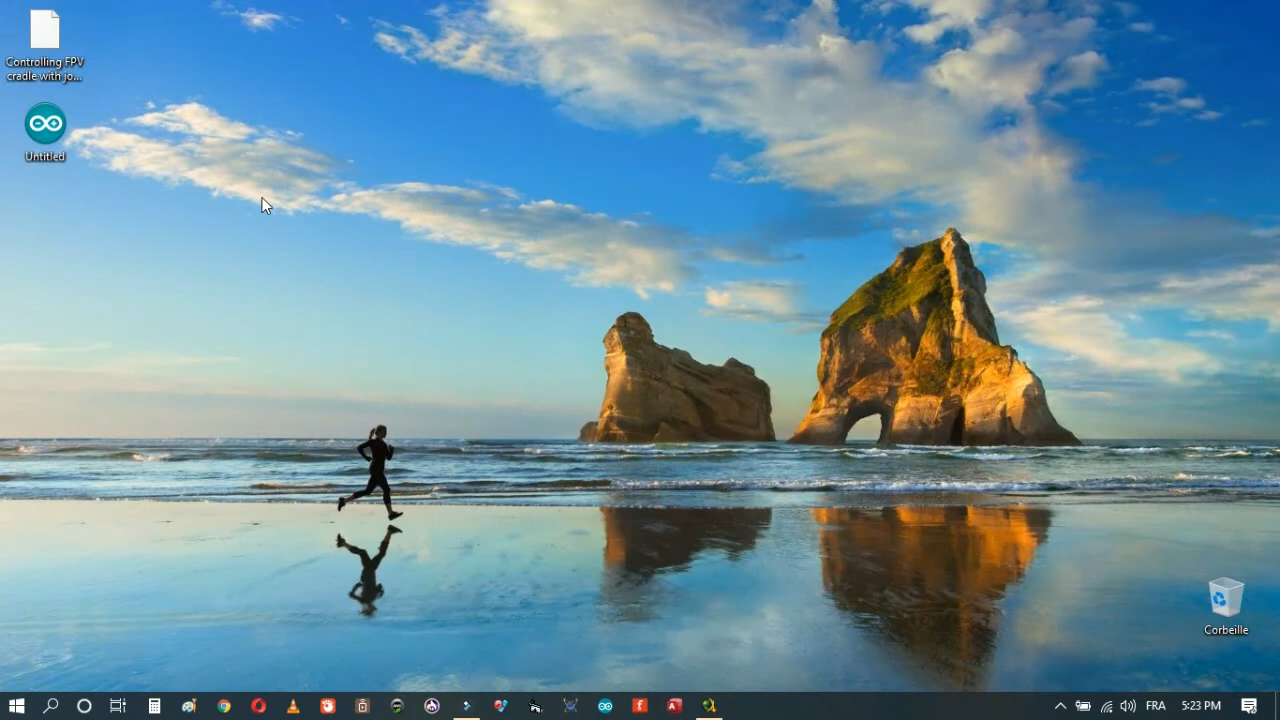 Controlling FPV
cradle with jo...
Untitled
Corbeille
FRA
5:23 PM